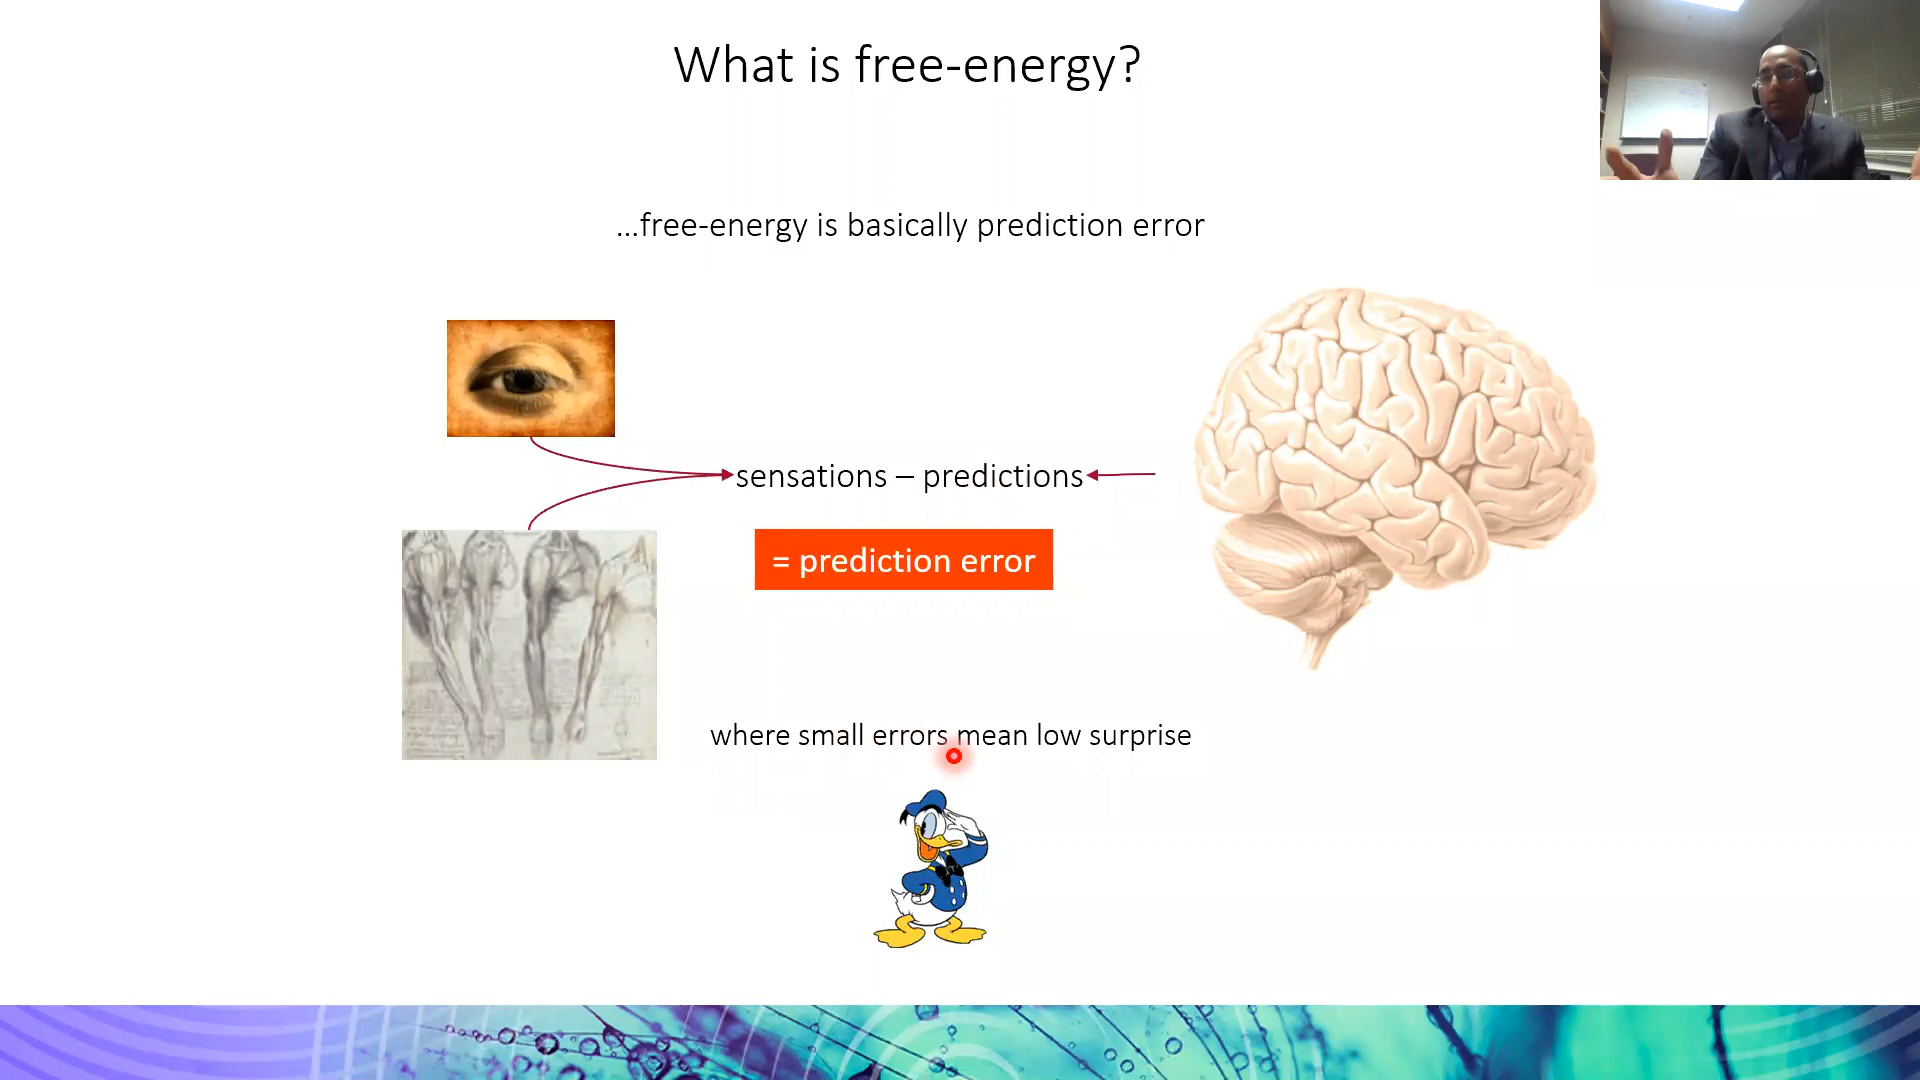 What is free-energy?
...free-energy is basically prediction error
sensations – predictions
= prediction error
where small errors mean low surprise